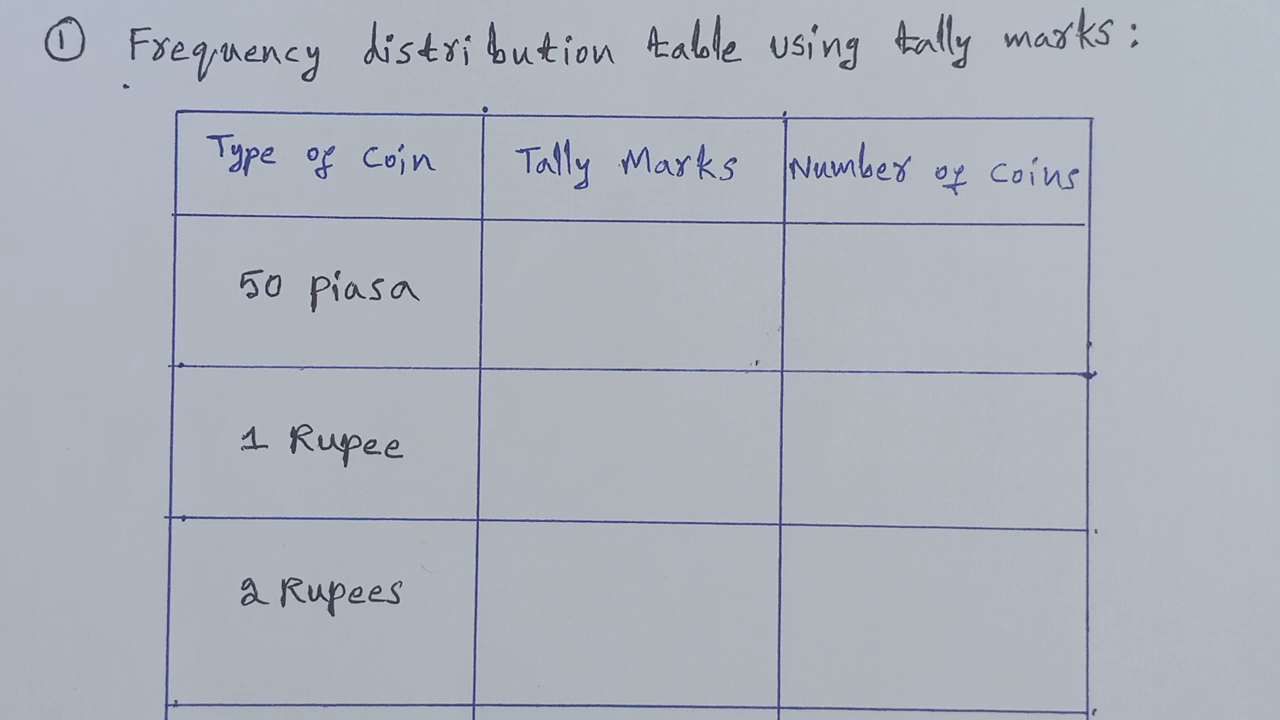 ① Frequency distribution table using tally marks:
Type of Coin Tally Marks Number of Coins
50 Piasa
1 Rupee
2 Rupees